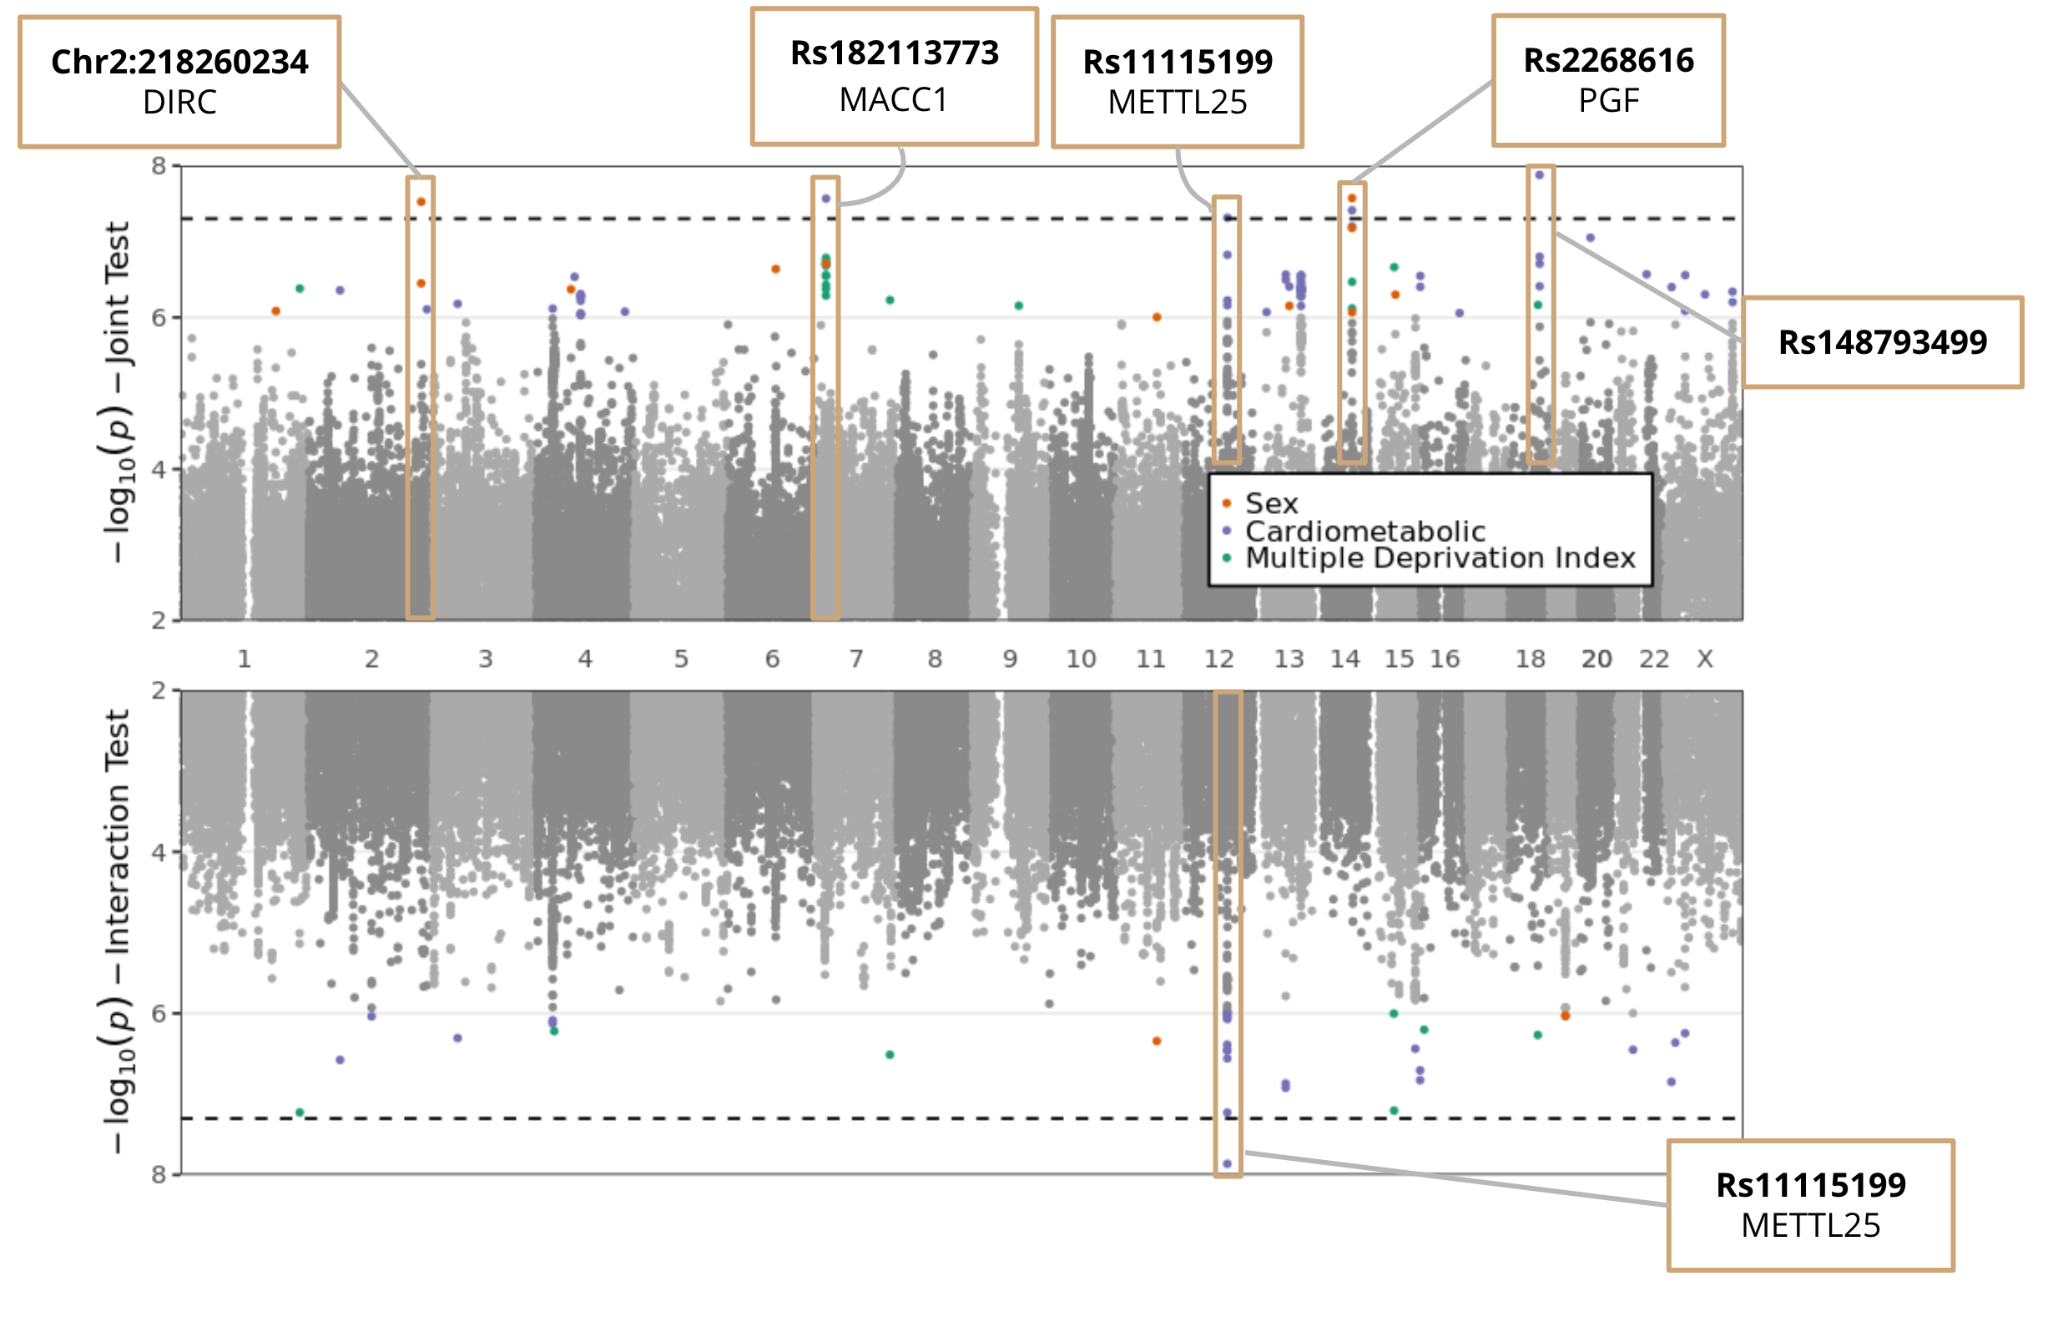 Chr2:218260234
DIRC
Rs182113773
MACC1
Rs11115199
METTL25
Rs2268616
PGF
Rs148793499
8
6
4
2
−log10(p) − Joint Test
Sex
Cardiometabolic
Multiple Deprivation Index
1 2 3 4 5 6 7 8 9 10 11 12 13 14 15 16 18 20 22 X
2
4
6
8
−log10(p) − Interaction Test
Rs11115199
METTL25